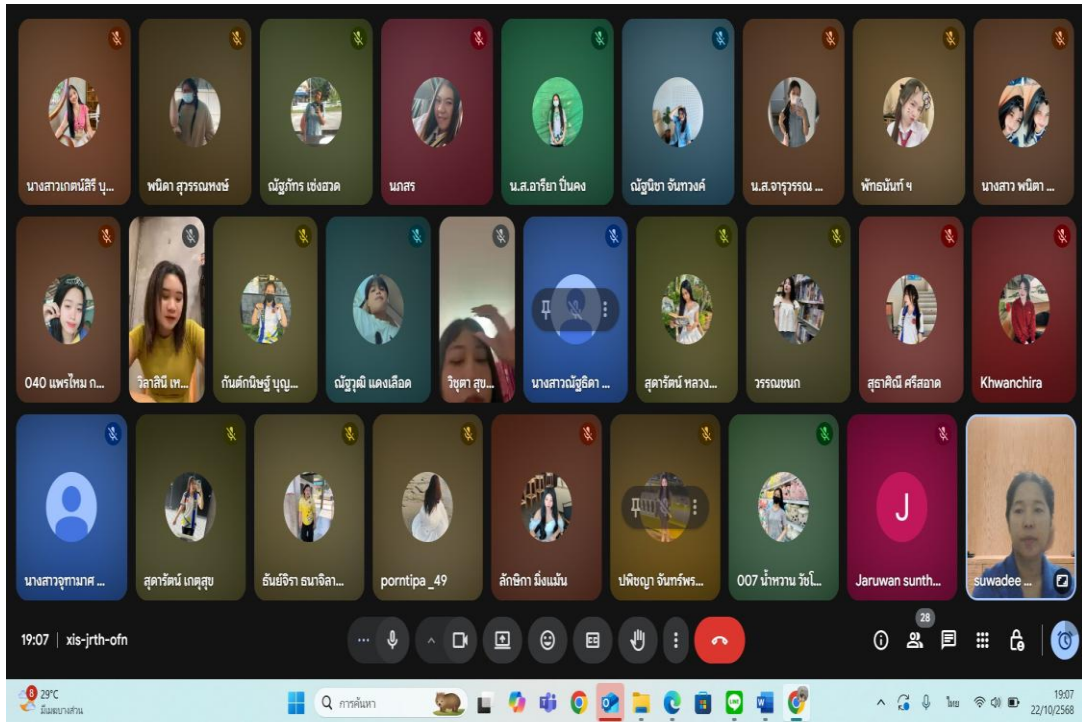 นางสาวเกตน์สิรี บุ...
พนิดา สุวรรณหงษ์
ณัฐภัทร เช่งฮวด
นภสร
น.ส.อารียา ปิ่นคง
ณัฐนิชา จันทวงค์
น.ส.จารุวรรณ ...
พัทธนันท์ ฯ
นางสาว พนิตา ...
040 แพรไหม ก...
วิลาสินี เห...
กันต์กนิษฐ์ บุญ...
ณัฐวุฒิ แดงเลือด
วิชุตา สุข...
นางสาวณัฐธิดา ...
สุดารัตน์ หลวง...
วรรณชนก
สุธาศิณี ศรีสอาด
Khwanchira
นางสาวจุฑามาศ ...
สุดารัตน์ เกตุสุข
ธันย์จิรา ธนาจิลา...
porntipa_49
ลักษิกา มิ่งแม้น
ปพิชญา จันทร์พร...
007 น้ำหวาน วัชโ...
J
Jaruwan sunth...
suwadee ...
19:07 | xis-jrth-ofn
28
8
29°C
มีเมฆบางส่วน
การค้นหา
ไทย
19:07
22/10/2568